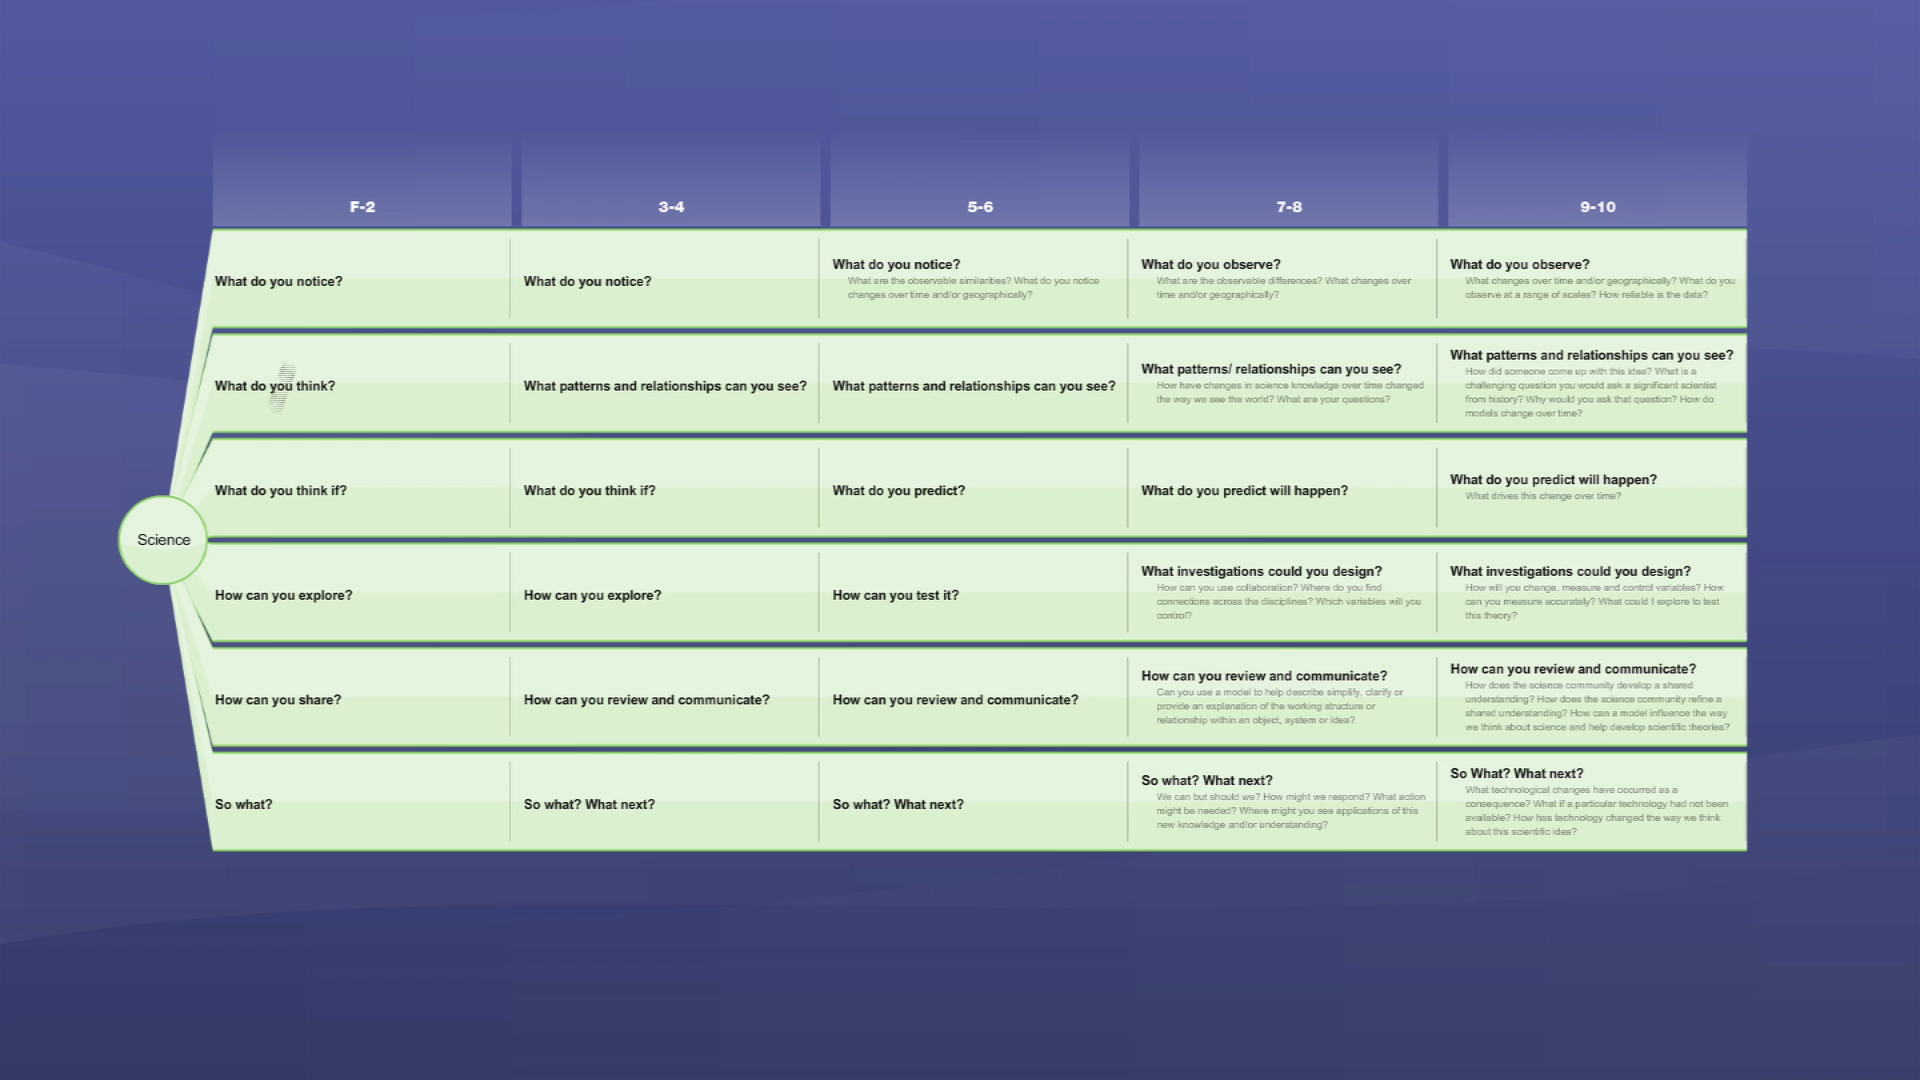 F-2
3-4
5-6
7-8
9-10
What do you notice?
What do you notice?
What do you notice?
What are the observable similarities? What do you notice
changes over time and/or geographically?
What do you observe?
What are the observable differences? What changes over
time and/or geographically?
What do you observe?
What changes over time and/or geographically? What do you
observe at a range of scales? How reliable is the data?
What do you think?
What patterns and relationships can you see?
What patterns and relationships can you see?
What patterns/ relationships can you see?
How have changes in science knowledge over time changed
the way we see the world? What are your questions?
What patterns and relationships can you see?
How did someone come up with this idea? What is a
challenging question you would ask a significant scientist
from history? Why would you ask that question? How do
models change over time?
What do you think if?
What do you think if?
What do you predict?
What do you predict will happen?
What do you predict will happen?
What drives this change over time?
Science
How can you explore?
How can you explore?
How can you test it?
What investigations could you design?
How can you use collaboration? Where do you find
connections across the disciplines? Which variables will you
control?
What investigations could you design?
How will you change, measure and control variables? How
can you measure accurately? What could I explore to test
this theory?
How can you share?
How can you review and communicate?
How can you review and communicate?
How can you review and communicate?
Can you use a model to help describe simplify, clarify or
provide an explanation of the working structure or
relationship within an object, system or idea?
How can you review and communicate?
How does the science community develop a shared
understanding? How does the science community refine a
shared understanding? How can a model influence the way
we think about science and help develop scientific theories?
So what?
So what? What next?
So what? What next?
So what? What next?
We can but should we? How might we respond? What action
might be needed? Where might you see applications of this
new knowledge and/or understanding?
So What? What next?
What technological changes have occurred as a
consequence? What if a particular technology had not been
available? How has technology changed the way we think
about this scientific idea?